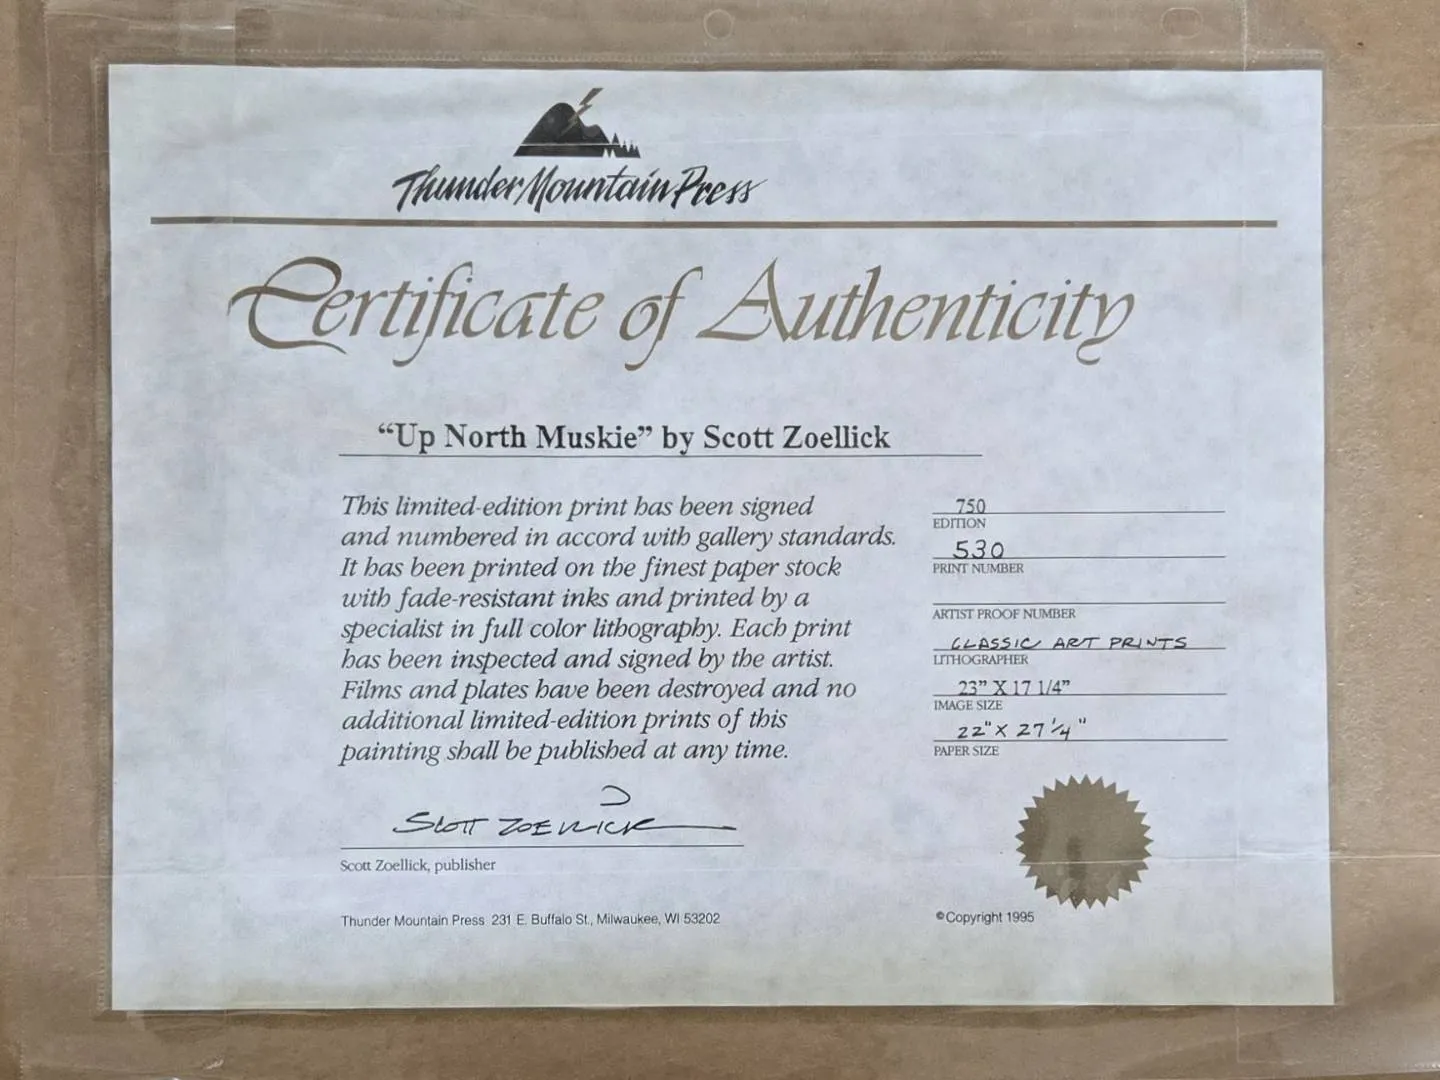 Thunder Mountain Press
Certificate of Authenticity
“Up North Muskie” by Scott Zoellick
This limited-edition print has been signed
and numbered in accord with gallery standards.
It has been printed on the finest paper stock
with fade-resistant inks and printed by a
specialist in full color lithography. Each print
has been inspected and signed by the artist.
Films and plates have been destroyed and no
additional limited-edition prints of this
painting shall be published at any time.
750
EDITION
530
PRINT NUMBER
ARTIST PROOF NUMBER
CLASSIC ART PRINTS
LITHOGRAPHER
23” X 17 1/4”
IMAGE SIZE
22" X 27 1/4"
PAPER SIZE
SCOTT ZOELLICK
Scott Zoellick, publisher
Thunder Mountain Press 231 E. Buffalo St., Milwaukee, WI 53202
©Copyright 1995